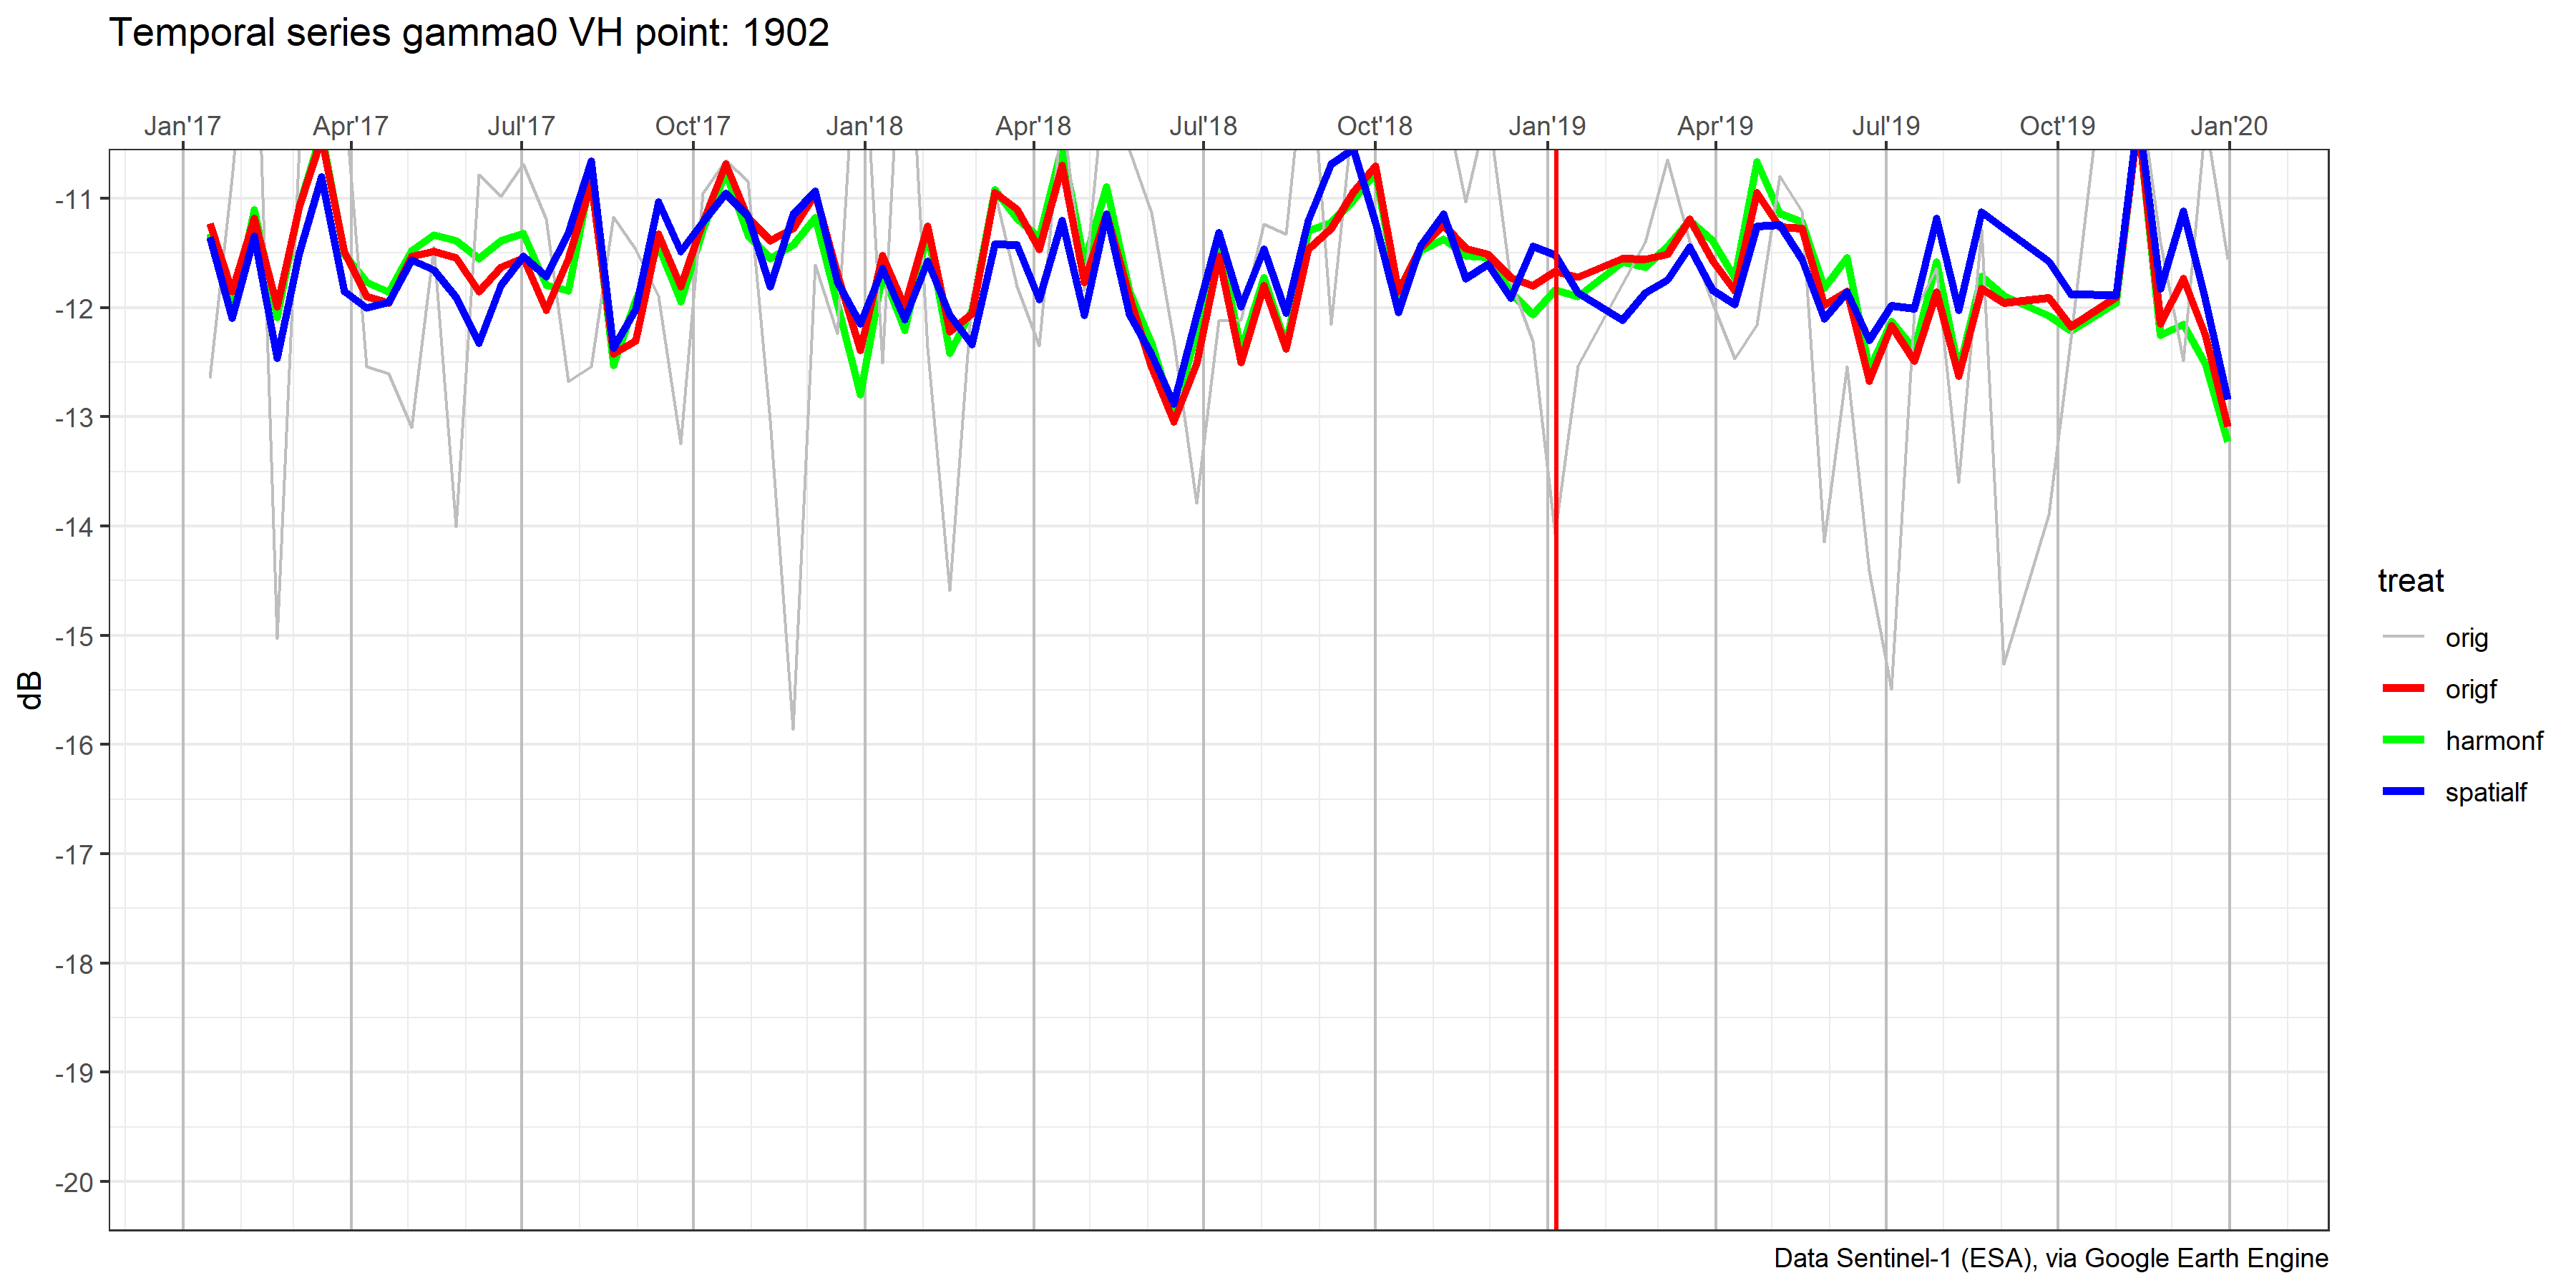 Temporal series gamma0 VH point: 1902
Jan'17 Apr'17 Jul'17 Oct'17 Jan'18 Apr'18 Jul'18 Oct'18 Jan'19 Apr'19 Jul'19 Oct'19 Jan'20
-11
-12
-13
-14
-15
-16
-17
-18
-19
-20
dB
treat
orig
origf
harmonf
spatialf
Data Sentinel-1 (ESA), via Google Earth Engine